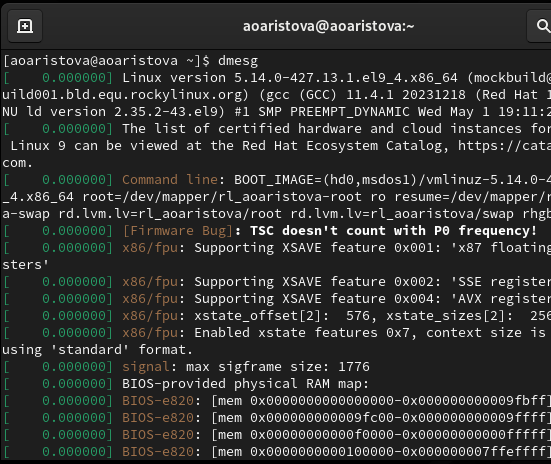 aoaristova@aoaristova:~
[aoaristova@aoaristova ~]$ dmesg
[    0.000000] Linux version 5.14.0-427.13.1.el9_4.x86_64 (mockbuild@
uild001.bld.equ.rockylinux.org) (gcc (GCC) 11.4.1 20231218 (Red Hat 1
NU ld version 2.35.2-43.el9) #1 SMP PREEMPT_DYNAMIC Wed May 1 19:11:2
[    0.000000] The list of certified hardware and cloud instances for
 Linux 9 can be viewed at the Red Hat Ecosystem Catalog, https://cata
com.
[    0.000000] Command line: BOOT_IMAGE=(hd0,msdos1)/vmlinuz-5.14.0-4
_4.x86_64 root=/dev/mapper/rl_aoaristova-root ro resume=/dev/mapper/r
a-swap rd.lvm.lv=rl_aoaristova/root rd.lvm.lv=rl_aoaristova/swap rhgb
[    0.000000] [Firmware Bug]: TSC doesn't count with P0 frequency!
[    0.000000] x86/fpu: Supporting XSAVE feature 0x001: 'x87 floating
sters'
[    0.000000] x86/fpu: Supporting XSAVE feature 0x002: 'SSE register
[    0.000000] x86/fpu: Supporting XSAVE feature 0x004: 'AVX register
[    0.000000] x86/fpu: xstate_offset[2]:  576, xstate_sizes[2]:  256
[    0.000000] x86/fpu: Enabled xstate features 0x7, context size is
using 'standard' format.
[    0.000000] signal: max sigframe size: 1776
[    0.000000] BIOS-provided physical RAM map:
[    0.000000] BIOS-e820: [mem 0x0000000000000000-0x000000000009fbff]
[    0.000000] BIOS-e820: [mem 0x000000000009fc00-0x000000000009ffff]
[    0.000000] BIOS-e820: [mem 0x00000000000f0000-0x00000000000fffff]
[    0.000000] BIOS-e820: [mem 0x0000000000100000-0x000000007ffeffff]